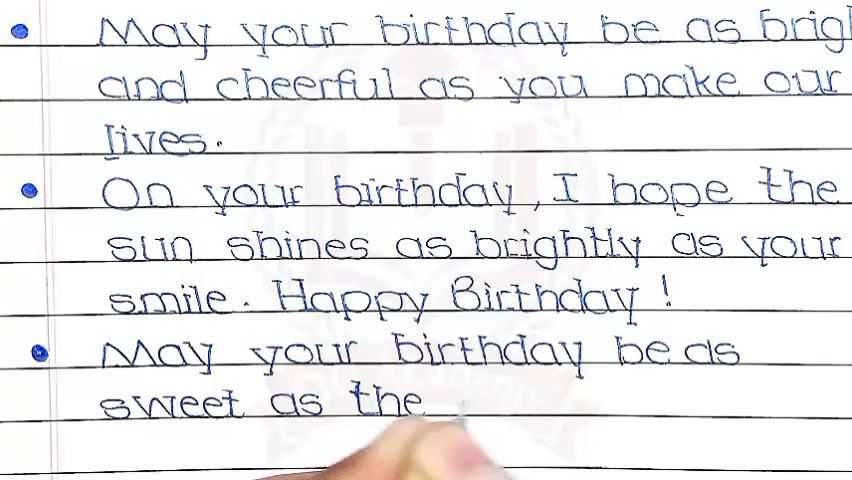 May your birthday be as brigh
and cheerful as you make our
lives.
On your birthday, I hope the
sun shines as brightly as your
smile. Happy Birthday!
May your birthday be as
sweet as the